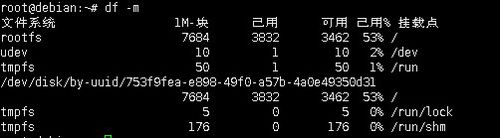 root@debian:~# df -m
文件系统 1M-块 已用 可用 已用% 挂载点
rootfs 7684 3832 3462 53% /
udev 10 1 10 2% /dev
tmpfs 50 1 50 1% /run
/dev/disk/by-uuid/753f9fea-e898-49f0-a57b-4a0e49350d31
7684 3832 3462 53% /
tmpfs 5 0 5 0% /run/lock
tmpfs 176 0 176 0% /run/shm